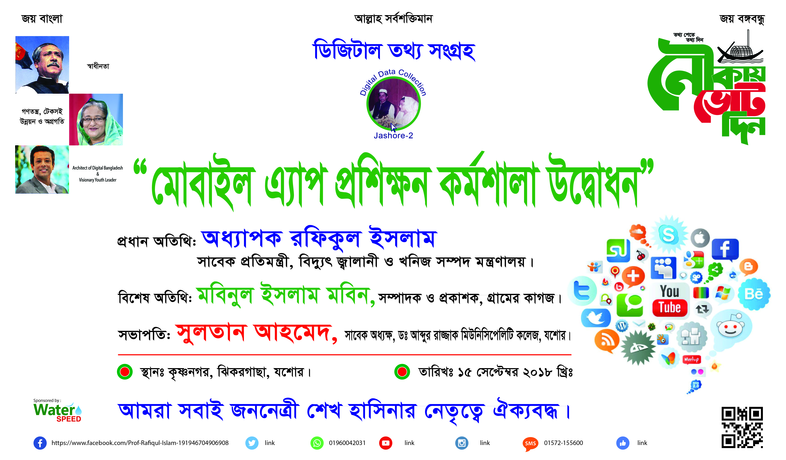 জয় বাংলা
আল্লাহ সর্বশক্তিমান
জয় বঙ্গবন্ধু
স্বাধীনতা
গণতন্ত্র, টেকসই
উন্নয়ন ও অগ্রগতি
Architect of Digital Bangladesh
&
Visionary Youth Leader
ডিজিটাল তথ্য সংগ্রহ
Digital Data Collection
Jashore-2
তথ্য পেতে
তথ্য দিন
নৌকায়
ভোট
দিন
“মোবাইল এ্যাপ প্রশিক্ষন কর্মশালা উদ্বোধন”
প্রধান অতিথি: অধ্যাপক রফিকুল ইসলাম
সাবেক প্রতিমন্ত্রী, বিদ্যুৎ জ্বালানী ও খনিজ সম্পদ মন্ত্রণালয়।
বিশেষ অতিথি: মবিনুল ইসলাম মবিন, সম্পাদক ও প্রকাশক, গ্রামের কাগজ।
সভাপতি: সুলতান আহমেদ, সাবেক অধ্যক্ষ, ডঃ আব্দুর রাজ্জাক মিউনিসিপেলিটি কলেজ, যশোর।
You
Tube
Meetup
স্থানঃ কৃষ্ণনগর, ঝিকরগাছা, যশোর।
তারিখঃ ১৫ সেপ্টেম্বর ২০১৮ খ্রিঃ
Sponsored by :
Water
SPEED
আমরা সবাই জননেত্রী শেখ হাসিনার নেতৃত্বে ঐক্যবদ্ধ।
https://www.facebook.com/Prof-Rafiqul-Islam-191946704906908
link
01960042031
link
link
SMS
01572-155600
link